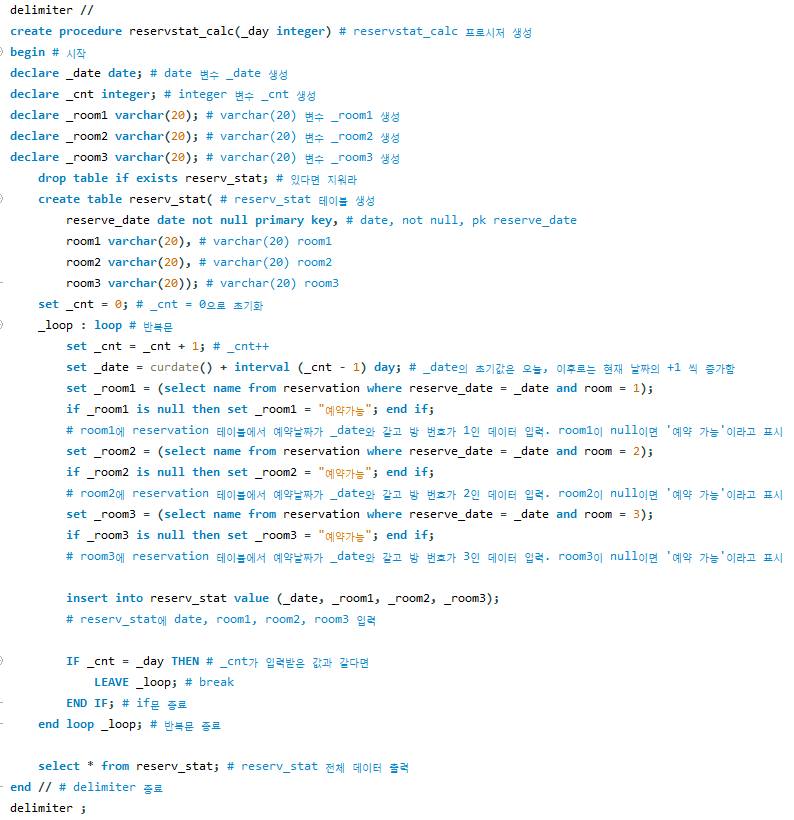 delimiter //
create procedure reservstat_calc(_day integer) # reservstat_calc 프로시저 생성
begin # 시작
declare _date date; # date 변수 _date 생성
declare _cnt integer; # integer 변수 _cnt 생성
declare _room1 varchar(20); # varchar(20) 변수 _room1 생성
declare _room2 varchar(20); # varchar(20) 변수 _room2 생성
declare _room3 varchar(20); # varchar(20) 변수 _room3 생성
drop table if exists reserv_stat; # 있다면 지워라
create table reserv_stat( # reserv_stat 테이블 생성
reserve_date date not null primary key, # date, not null, pk reserve_date
room1 varchar(20), # varchar(20) room1
room2 varchar(20), # varchar(20) room2
room3 varchar(20)); # varchar(20) room3
set _cnt = 0; # _cnt = 0으로 초기화
_loop : loop # 반복문
set _cnt = _cnt + 1; # _cnt++
set _date = curdate() + interval (_cnt - 1) day; # _date의 초기값은 오늘, 이후로는 현재 날짜의 +1 씩 증가함
set _room1 = (select name from reservation where reserve_date = _date and room = 1);
if _room1 is null then set _room1 = "예약가능"; end if;
# room1에 reservation 테이블에서 예약날짜가 _date와 같고 방 번호가 1인 데이터 입력. room1이 null이면 '예약 가능'이라고 표시
set _room2 = (select name from reservation where reserve_date = _date and room = 2);
if _room2 is null then set _room2 = "예약가능"; end if;
# room2에 reservation 테이블에서 예약날짜가 _date와 같고 방 번호가 2인 데이터 입력. room2이 null이면 '예약 가능'이라고 표시
set _room3 = (select name from reservation where reserve_date = _date and room = 3);
if _room3 is null then set _room3 = "예약가능"; end if;
# room3에 reservation 테이블에서 예약날짜가 _date와 같고 방 번호가 3인 데이터 입력. room3이 null이면 '예약 가능'이라고 표시
insert into reserv_stat value (_date, _room1, _room2, _room3);
# reserv_stat에 date, room1, room2, room3 입력
IF _cnt = _day THEN # _cnt가 입력받은 값과 같다면
LEAVE _loop; # break
END IF; # if문 종료
end loop _loop; # 반복문 종료
select * from reserv_stat; # reserv_stat 전체 데이터 출력
end // # delimiter 종료
delimiter ;